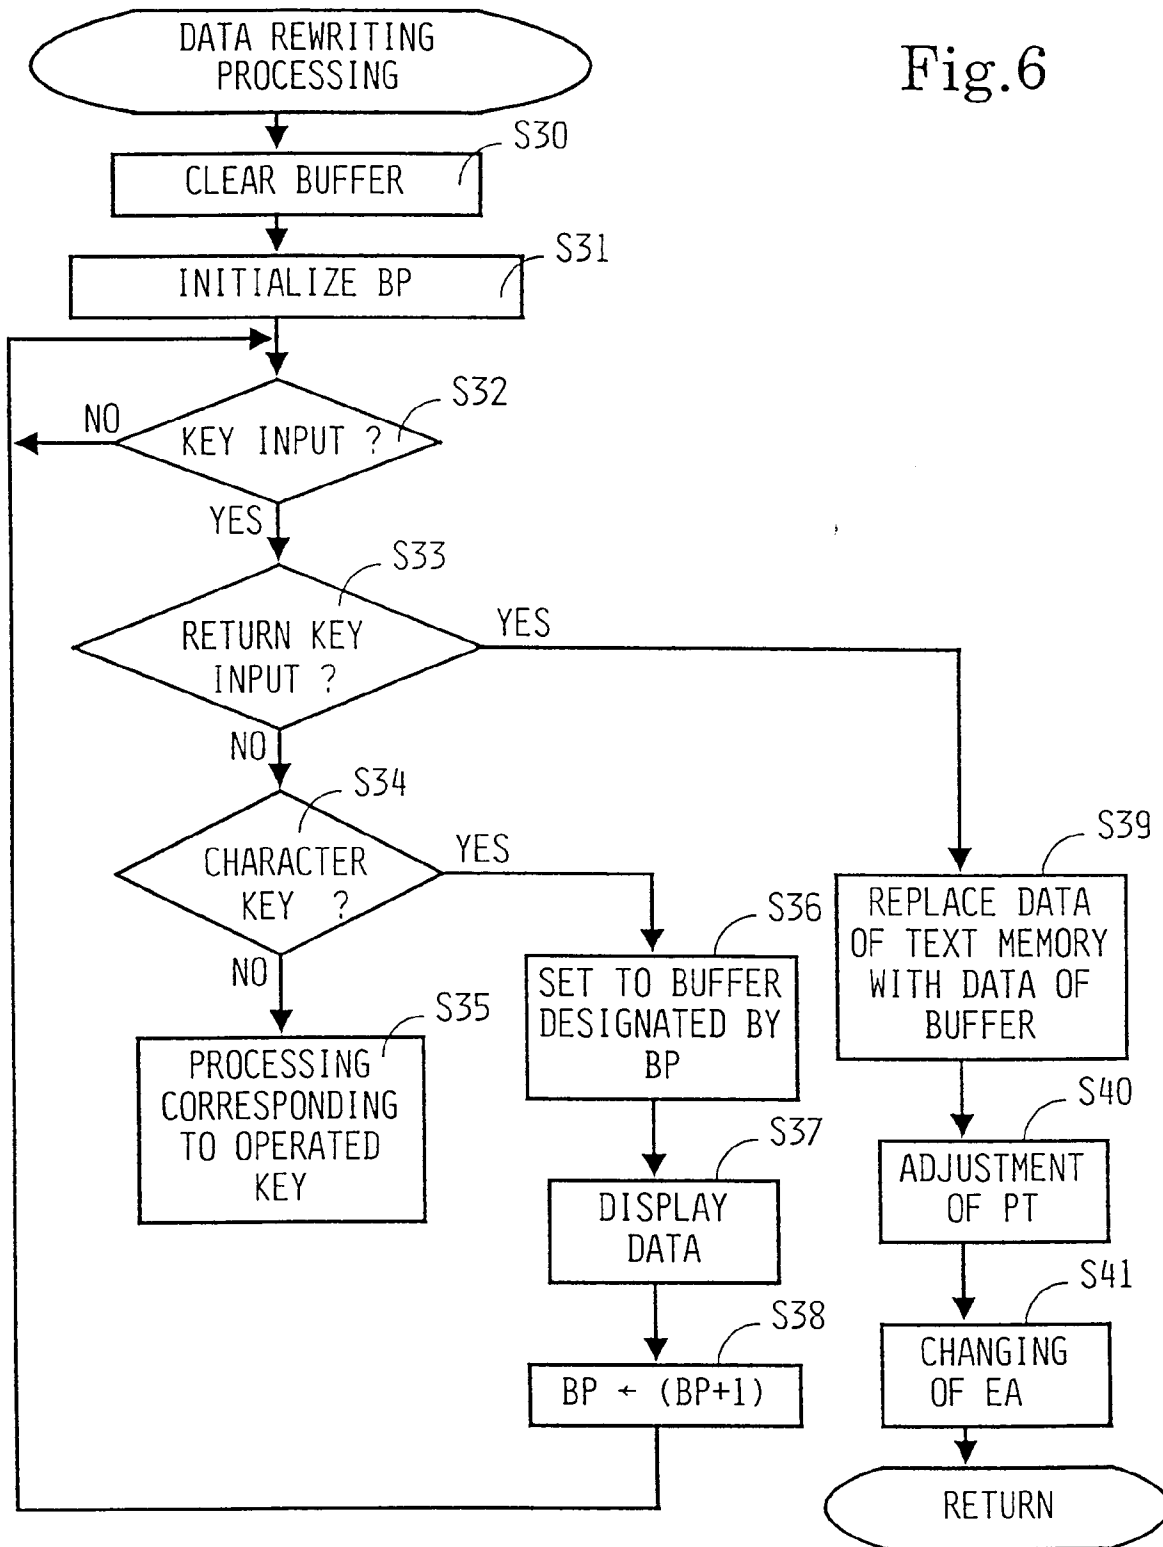 DATA REWRITING
PROCESSING
Fig.6
S30
CLEAR BUFFER
S31
INITIALIZE BP
S32
NO
KEY INPUT ?
YES
S33
RETURN KEY
INPUT ?
YES
NO
S34
CHARACTER
KEY ?
YES
NO
S35
PROCESSING
CORRESPONDING
TO OPERATED
KEY
S36
SET TO BUFFER
DESIGNATED BY
BP
S37
DISPLAY
DATA
S38
BP ← (BP+1)
S39
REPLACE DATA
OF TEXT MEMORY
WITH DATA OF
BUFFER
S40
ADJUSTMENT
OF PT
S41
CHANGING
OF EA
RETURN